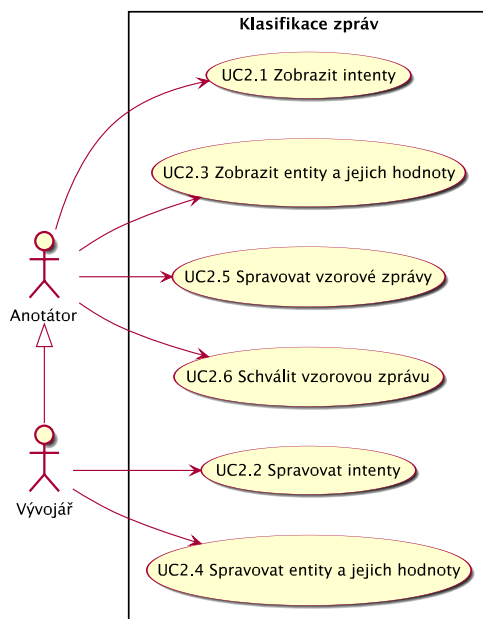 Klasifikace zpráv
UC2.1 Zobrazit intenty
UC2.3 Zobrazit entity a jejich hodnoty
UC2.5 Spravovat vzorové zprávy
Anotátor
UC2.6 Schválit vzorovou zprávu
UC2.2 Spravovat intenty
Vývojář
UC2.4 Spravovat entity a jejich hodnoty